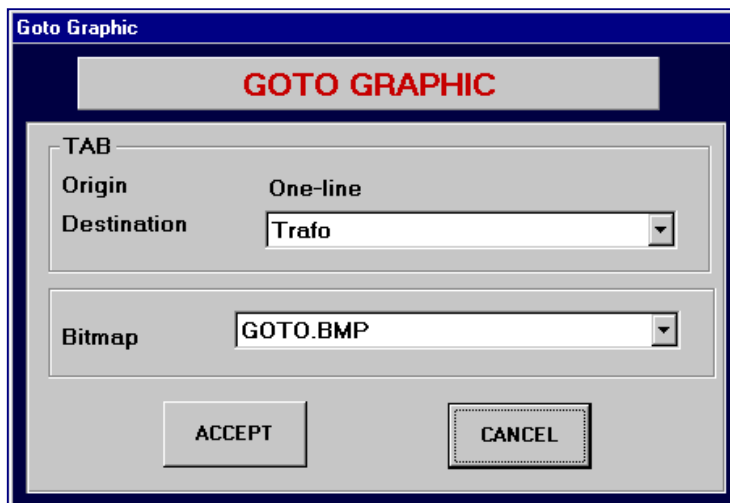 Goto Graphic
GOTO GRAPHIC
TAB
Origin One-line
Destination Trafo
Bitmap GOTO.BMP
ACCEPT CANCEL